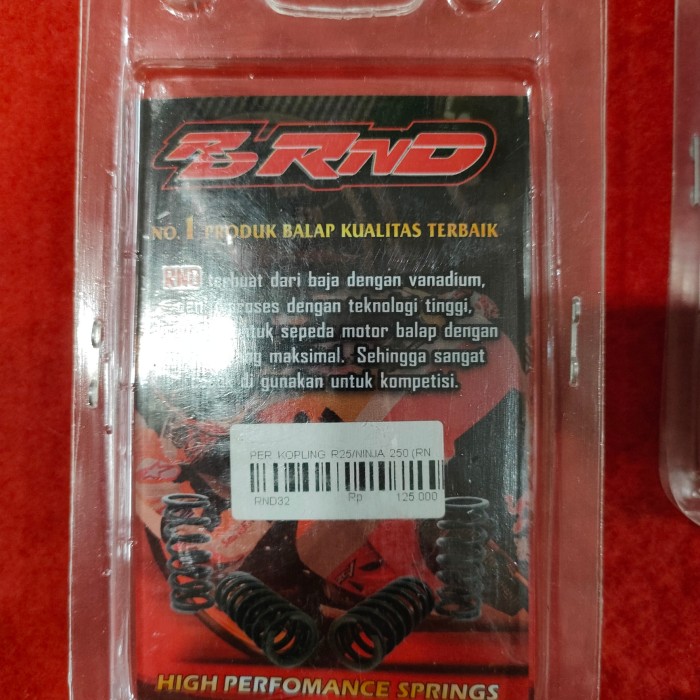 RND
NO.1 PRODUK BALAP KUALITAS TERBAIK
RND terbuat dari baja dengan vanadium,
dengan teknologi tinggi,
sepeda motor balap dengan
maksimal. Sehingga sangat
di gunakan untuk kompetisi.
PER KOPLING R25/NINJA 250 (RN
RND32 Rp 125 000
HIGH PERFOMANCE SPRINGS